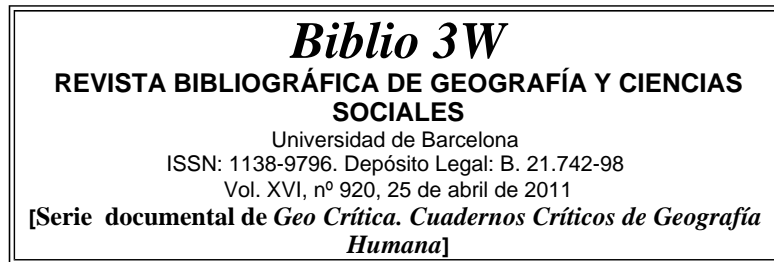 Biblio 3W
REVISTA BIBLIOGRÁFICA DE GEOGRAFÍA Y CIENCIAS
SOCIALES
Universidad de Barcelona
ISSN: 1138-9796. Depósito Legal: B. 21.742-98
Vol. XVI, nº 920, 25 de abril de 2011
[Serie documental de Geo Crítica. Cuadernos Críticos de Geografía
Humana]